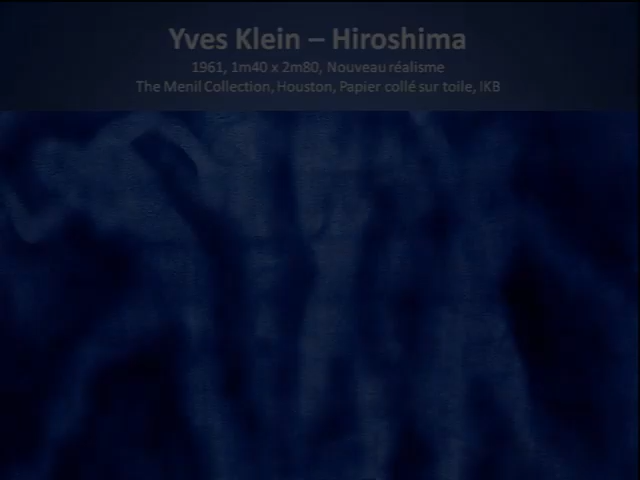 Yves Klein – Hiroshima
1961, 1m40 x 2m80, Nouveau réalisme
The Menil Collection, Houston, Papier collé sur toile, IKB